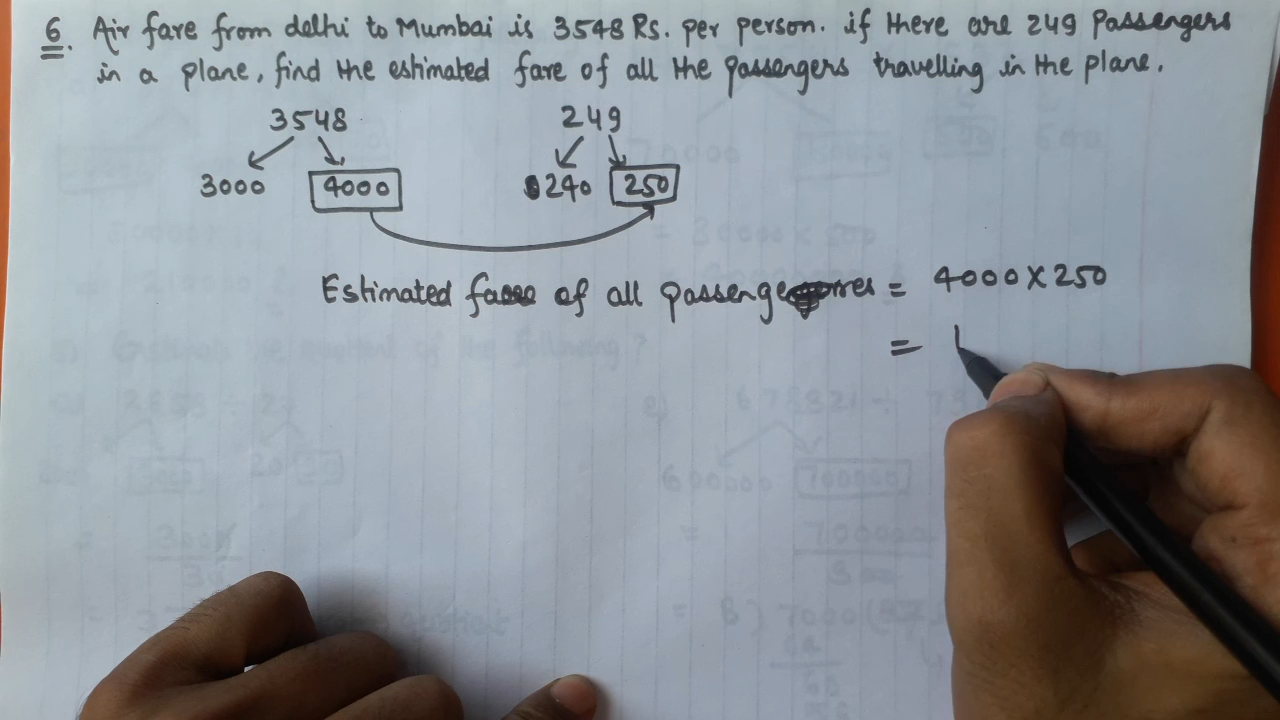 6. Air fare from delhi to Mumbai is 3548 Rs. per person. if there are 249 Passengers
in a plane, find the estimated fare of all the passengers travelling in the plane.
3548 249
3000 4000 240 250
Estimated fare of all = 4000 X 250
=